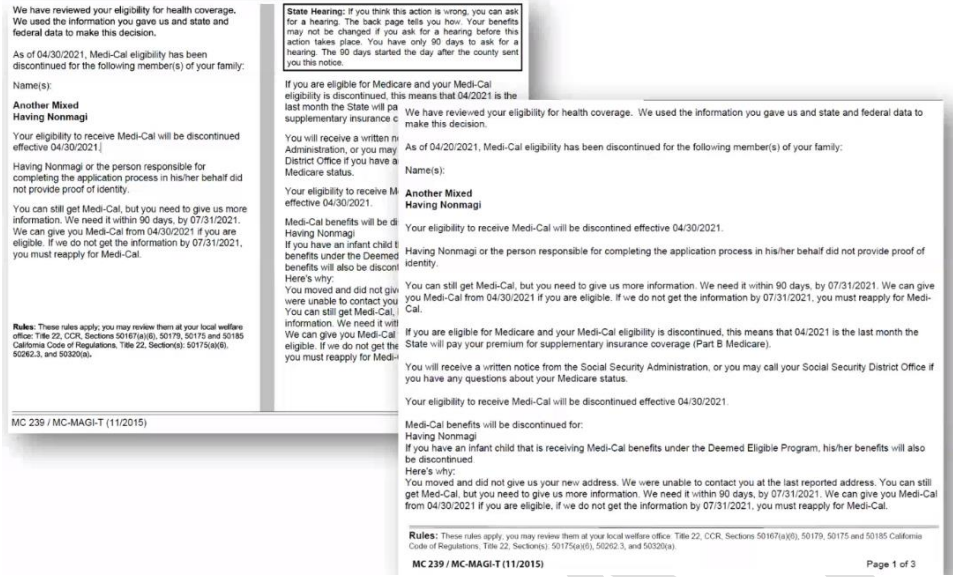 We have reviewed your eligibility for health coverage.
We used the information you gave us and state and
federal data to make this decision.
As of 04/30/2021, Medi-Cal eligibility has been
discontinued for the following member(s) of your family:
Name(s):
Another Mixed
Having Nonmagi
Your eligibility to receive Medi-Cal will be discontinued
effective 04/30/2021.
Having Nonmagi or the person responsible for
completing the application process in his/her behalf did
not provide proof of identity.
You can still get Medi-Cal, but you need to give us more
information. We need it within 90 days, by 07/31/2021.
We can give you Medi-Cal from 04/30/2021 if you are
eligible. If we do not get the information by 07/31/2021,
you must reapply for Medi-Cal.
Rules: These rules apply; you may review them at your local welfare
office: Title 22, CCR, Sections 50167(a)(6), 50179, 50175 and 50185
California Code of Regulations, Title 22, Section(s): 50175(a)(6),
50262.3, and 50320(a).
MC 239 / MC-MAGI-T (11/2015)
State Hearing: If you think this action is wrong, you can ask
for a hearing. The back page tells you how. Your benefits
may not be changed if you ask for a hearing before this
action takes place. You have only 90 days to ask for a
hearing. The 90 days started the day after the county sent
you this notice.
If you are eligible for Medicare and your Medi-Cal
eligibility is discontinued, this means that 04/2021 is the
last month the State will pa
supplementary insurance c
You will receive a written n
Administration, or you may
District Office if you have a
Medicare status.
Your eligibility to receive M
effective 04/30/2021.
Medi-Cal benefits will be di
Having Nonmagi
If you have an infant child t
benefits under the Deemed
benefits will also be discont
Here's why:
You moved and did not giv
were unable to contact you
You can still get Medi-Cal,
information. We need it wit
We can give you Medi-Cal
eligible. If we do not get the
you must reapply for Medi-
We have reviewed your eligibility for health coverage. We used the information you gave us and state and federal data to
make this decision.
As of 04/20/2021, Medi-Cal eligibility has been discontinued for the following member(s) of your family:
Name(s):
Another Mixed
Having Nonmagi
Your eligibility to receive Medi-Cal will be discontined effective 04/30/2021.
Having Nonmagi or the person responsible for completing the application process in his/her behalf did not provide proof of
identity.
You can still get Medi-Cal, but you need to give us more information. We need it within 90 days, by 07/31/2021. We can give
you Medi-Cal from 04/30/2021 if you are eligible. If we do not get the information by 07/31/2021, you must reapply for Medi-
Cal.
If you are eligible for Medicare and your Medi-Cal eligibility is discontinued, this means that 04/2021 is the last month the
State will pay your premium for supplementary insurance coverage (Part B Medicare).
You will receive a written notice from the Social Security Administration, or you may call your Social Security District Office if
you have any questions about your Medicare status.
Your eligibility to receive Medi-Cal will be discontinued effective 04/30/2021.
Medi-Cal benefits will be discontinued for:
Having Nonmagi
If you have an infant child that is receiving Medi-Cal benefits under the Deemed Eligible Program, his/her benefits will also
be discontinued.
Here's why:
You moved and did not give us your new address. We were unable to contact you at the last reported address. You can still
get Med-Cal, but you need to give us more information. We need it within 90 days, by 07/31/2021. We can give you Medi-Cal
from 04/30/2021 if you are eligible, if we do not get the information by 07/31/2021, you must reapply for Medi-Cal.
Rules: These rules apply, you may review them at your local welfare office: Title 22, CCR, Sections 50167(a)(6), 50179, 50175 and 50185 California
Code of Regulations, Title 22, Section(s): 50175(a)(6), 50262.3, and 50320(a).
MC 239 / MC-MAGI-T (11/2015)
Page 1 of 3